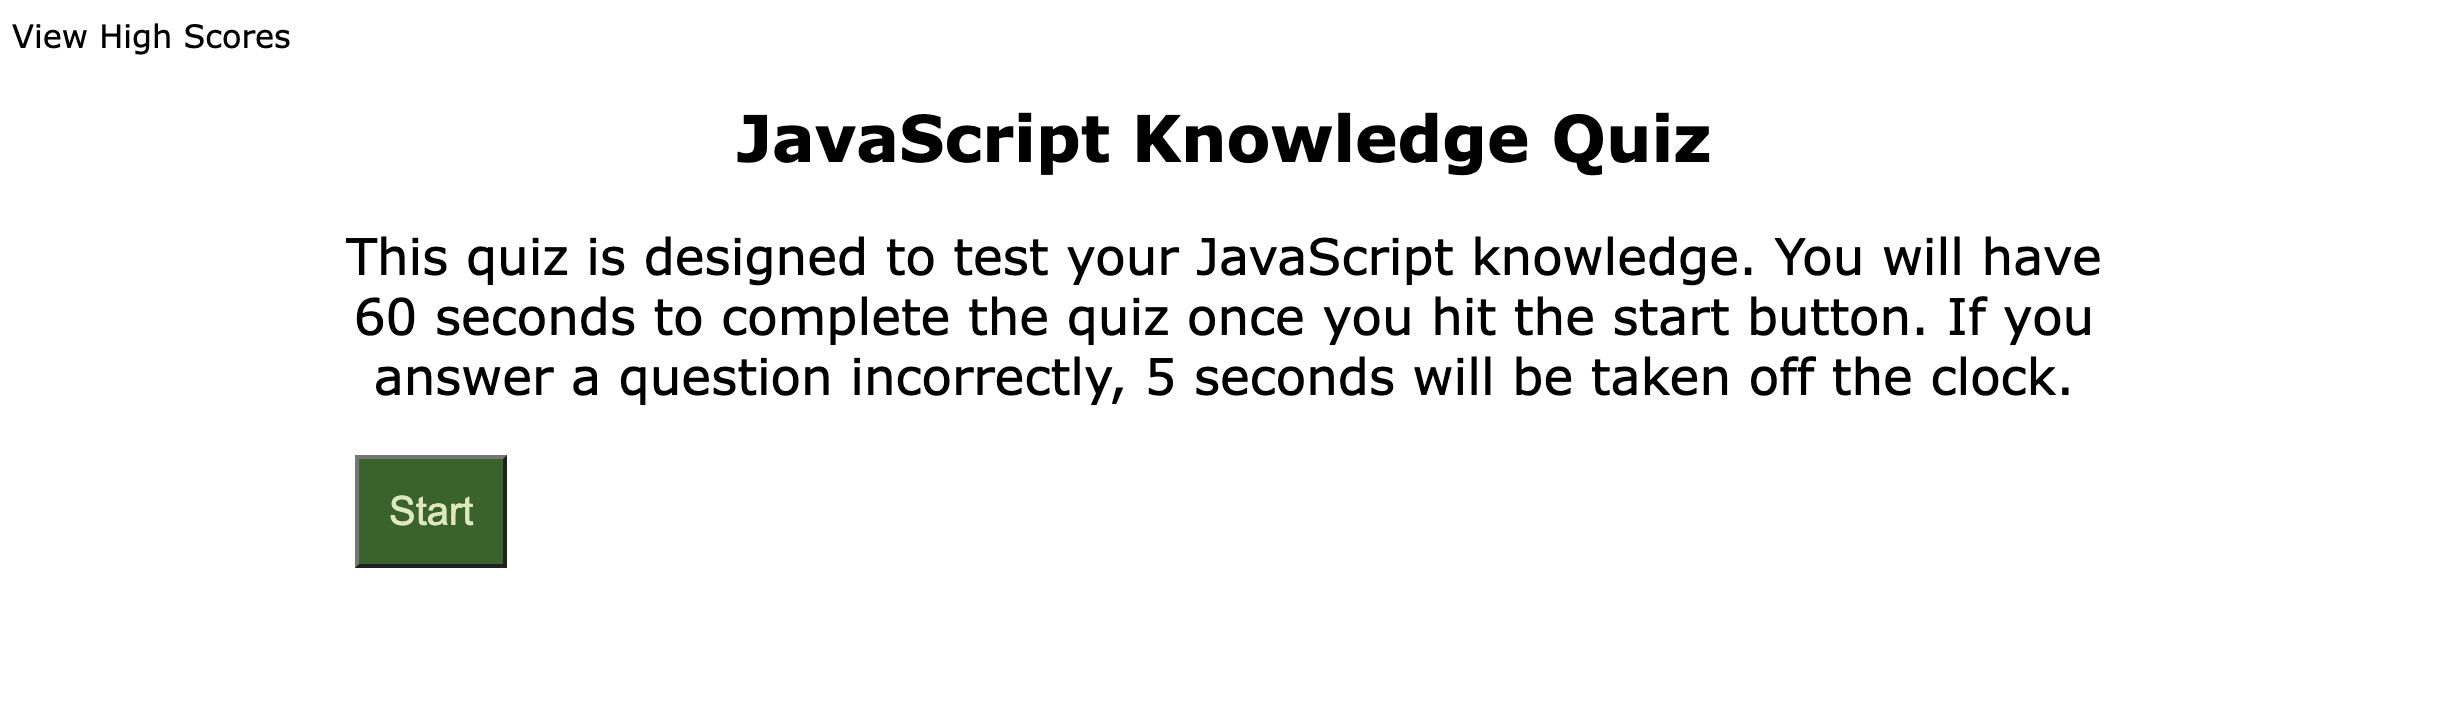 View High Scores
JavaScript Knowledge Quiz
This quiz is designed to test your JavaScript knowledge. You will have
60 seconds to complete the quiz once you hit the start button. If you
answer a question incorrectly, 5 seconds will be taken off the clock.
Start